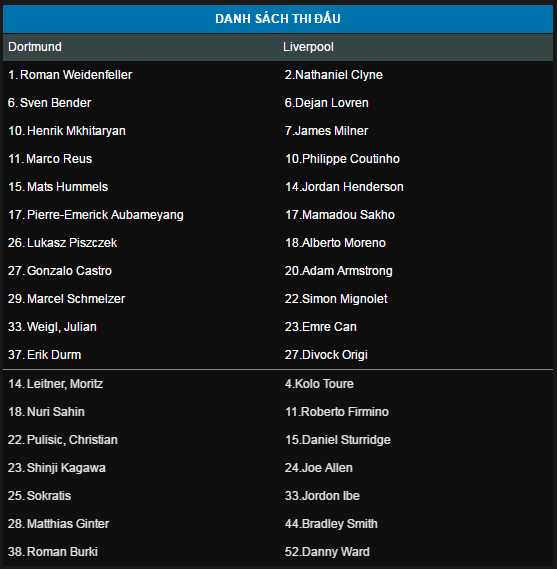 DANH SÁCH THI ĐẤU
Dortmund Liverpool
1. Roman Weidenfeller 2.Nathaniel Clyne
6. Sven Bender 6.Dejan Lovren
10. Henrik Mkhitaryan 7.James Milner
11. Marco Reus 10.Philippe Coutinho
15. Mats Hummels 14.Jordan Henderson
17. Pierre-Emerick Aubameyang 17.Mamadou Sakho
26. Lukasz Piszczek 18.Alberto Moreno
27. Gonzalo Castro 20.Adam Armstrong
29. Marcel Schmelzer 22.Simon Mignolet
33. Weigl, Julian 23.Emre Can
37. Erik Durm 27.Divock Origi
14. Leitner, Moritz 4.Kolo Toure
18. Nuri Sahin 11.Roberto Firmino
22. Pulisic, Christian 15.Daniel Sturridge
23. Shinji Kagawa 24.Joe Allen
25. Sokratis 33.Jordon Ibe
28. Matthias Ginter 44.Bradley Smith
38. Roman Burki 52.Danny Ward